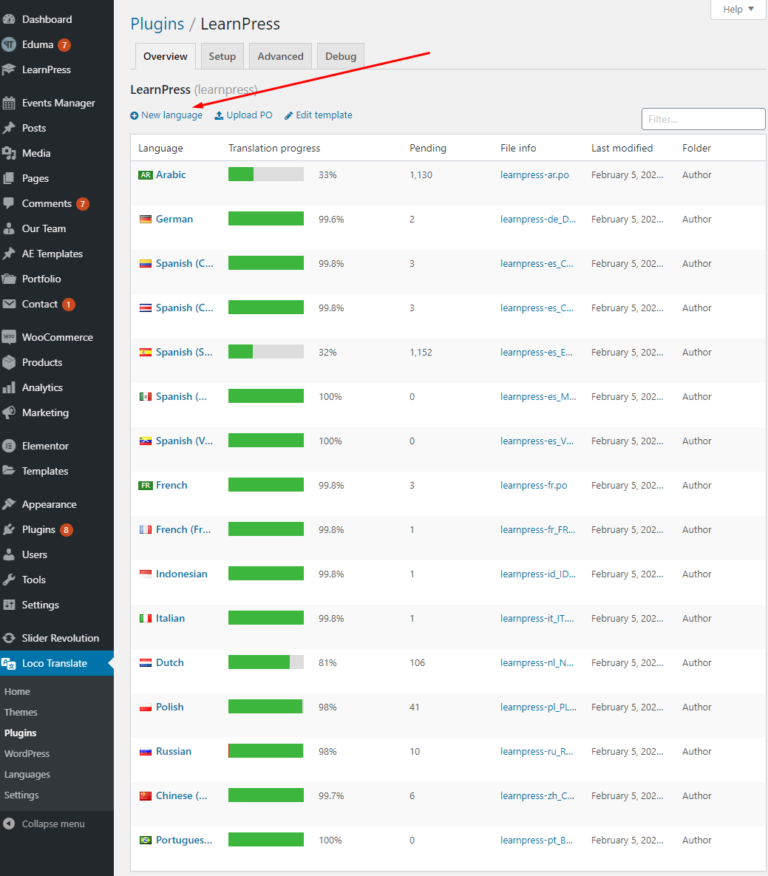 Dashboard
Eduma 7
LearnPress
Events Manager
Posts
Media
Pages
Comments 7
Our Team
AE Templates
Portfolio
Contact 1
WooCommerce
Products
Analytics
Marketing
Elementor
Templates
Appearance
Plugins 8
Users
Tools
Settings
Slider Revolution
Loco Translate
Home
Themes
Plugins
WordPress
Languages
Settings
Collapse menu
Help ▼
Plugins / LearnPress
Overview Setup Advanced Debug
LearnPress (learnpress)
New language Upload PO Edit template
Filter...
Language Translation progress Pending File info Last modified Folder
AR Arabic 33% 1,130 learnpress-ar.po February 5, 202... Author
German 99.6% 2 learnpress-de_D... February 5, 202... Author
Spanish (C... 99.8% 3 learnpress-es_C... February 5, 202... Author
Spanish (C... 99.8% 3 learnpress-es_C... February 5, 202... Author
Spanish (S... 32% 1,152 learnpress-es_E... February 5, 202... Author
Spanish (... 100% 0 learnpress-es_M... February 5, 202... Author
Spanish (V... 100% 0 learnpress-es_V... February 5, 202... Author
FR French 99.8% 3 learnpress-fr.po February 5, 202... Author
French (Fr... 99.8% 1 learnpress-fr_FR... February 5, 202... Author
Indonesian 99.8% 1 learnpress-id_ID... February 5, 202... Author
Italian 99.8% 1 learnpress-it_IT.... February 5, 202... Author
Dutch 81% 106 learnpress-nl_N... February 5, 202... Author
Polish 98% 41 learnpress-pl_PL... February 5, 202... Author
Russian 98% 10 learnpress-ru_R... February 5, 202... Author
Chinese (... 99.7% 6 learnpress-zh_C... February 5, 202... Author
Portugues... 100% 0 learnpress-pt_B... February 5, 202... Author